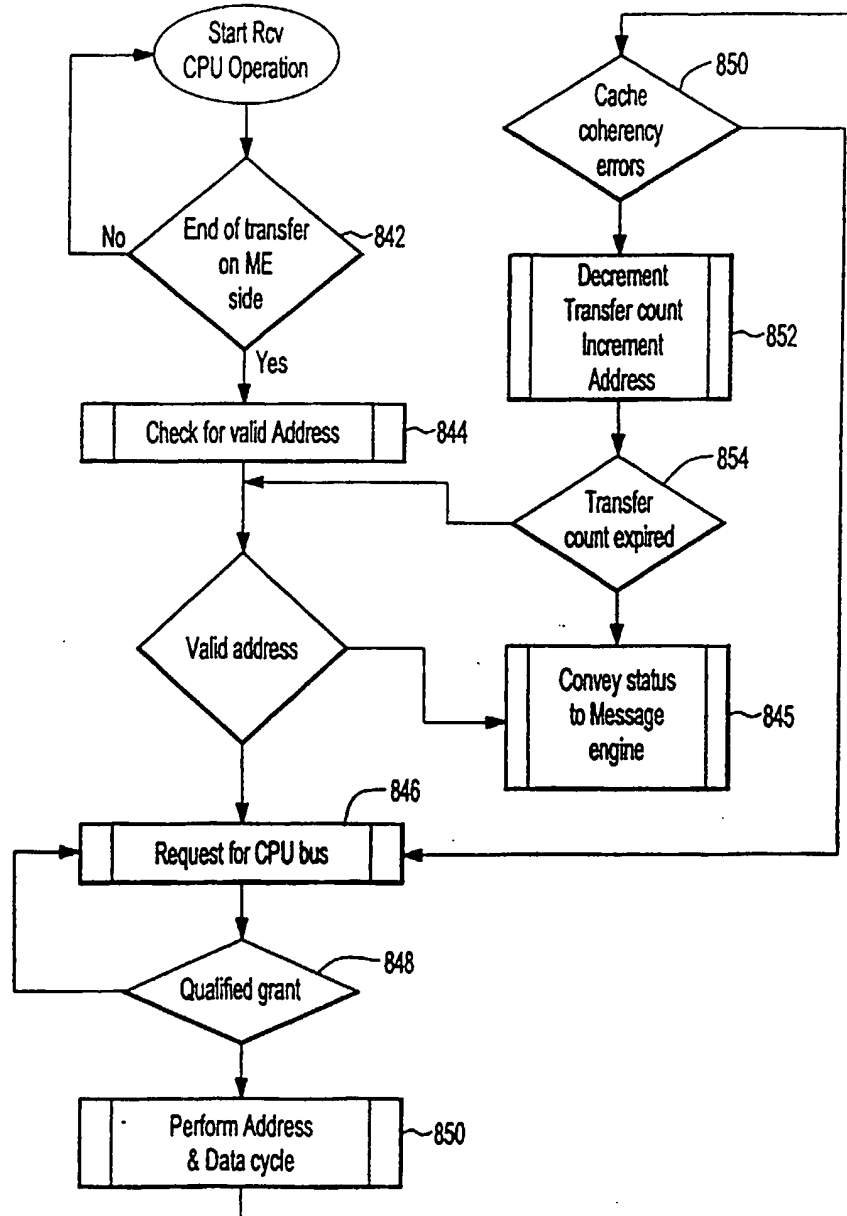 Start Rcv
CPU Operation
No
End of transfer
on ME
side
842
Yes
Check for valid Address
844
Valid address
846
Request for CPU bus
848
Qualified grant
Perform Address
& Data cycle
850
850
Cache
coherency
errors
Decrement
Transfer count
Increment
Address
852
854
Transfer
count expired
Convey status
to Message
engine
845